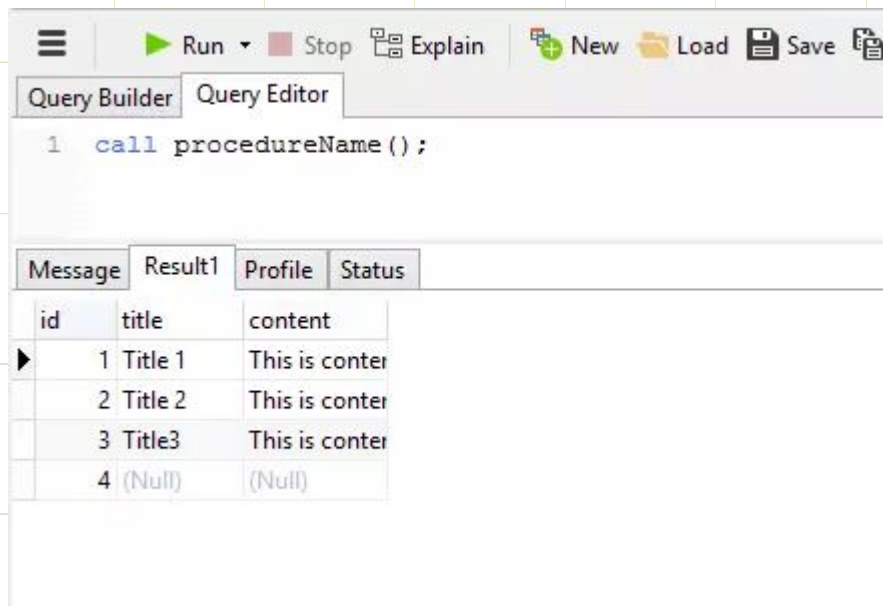 Run Stop Explain New Load Save
Query Builder Query Editor
1 call procedureName();
Message Result1 Profile Status
id title content
1 Title 1 This is conter
2 Title 2 This is conter
3 Title3 This is conter
4 (Null) (Null)